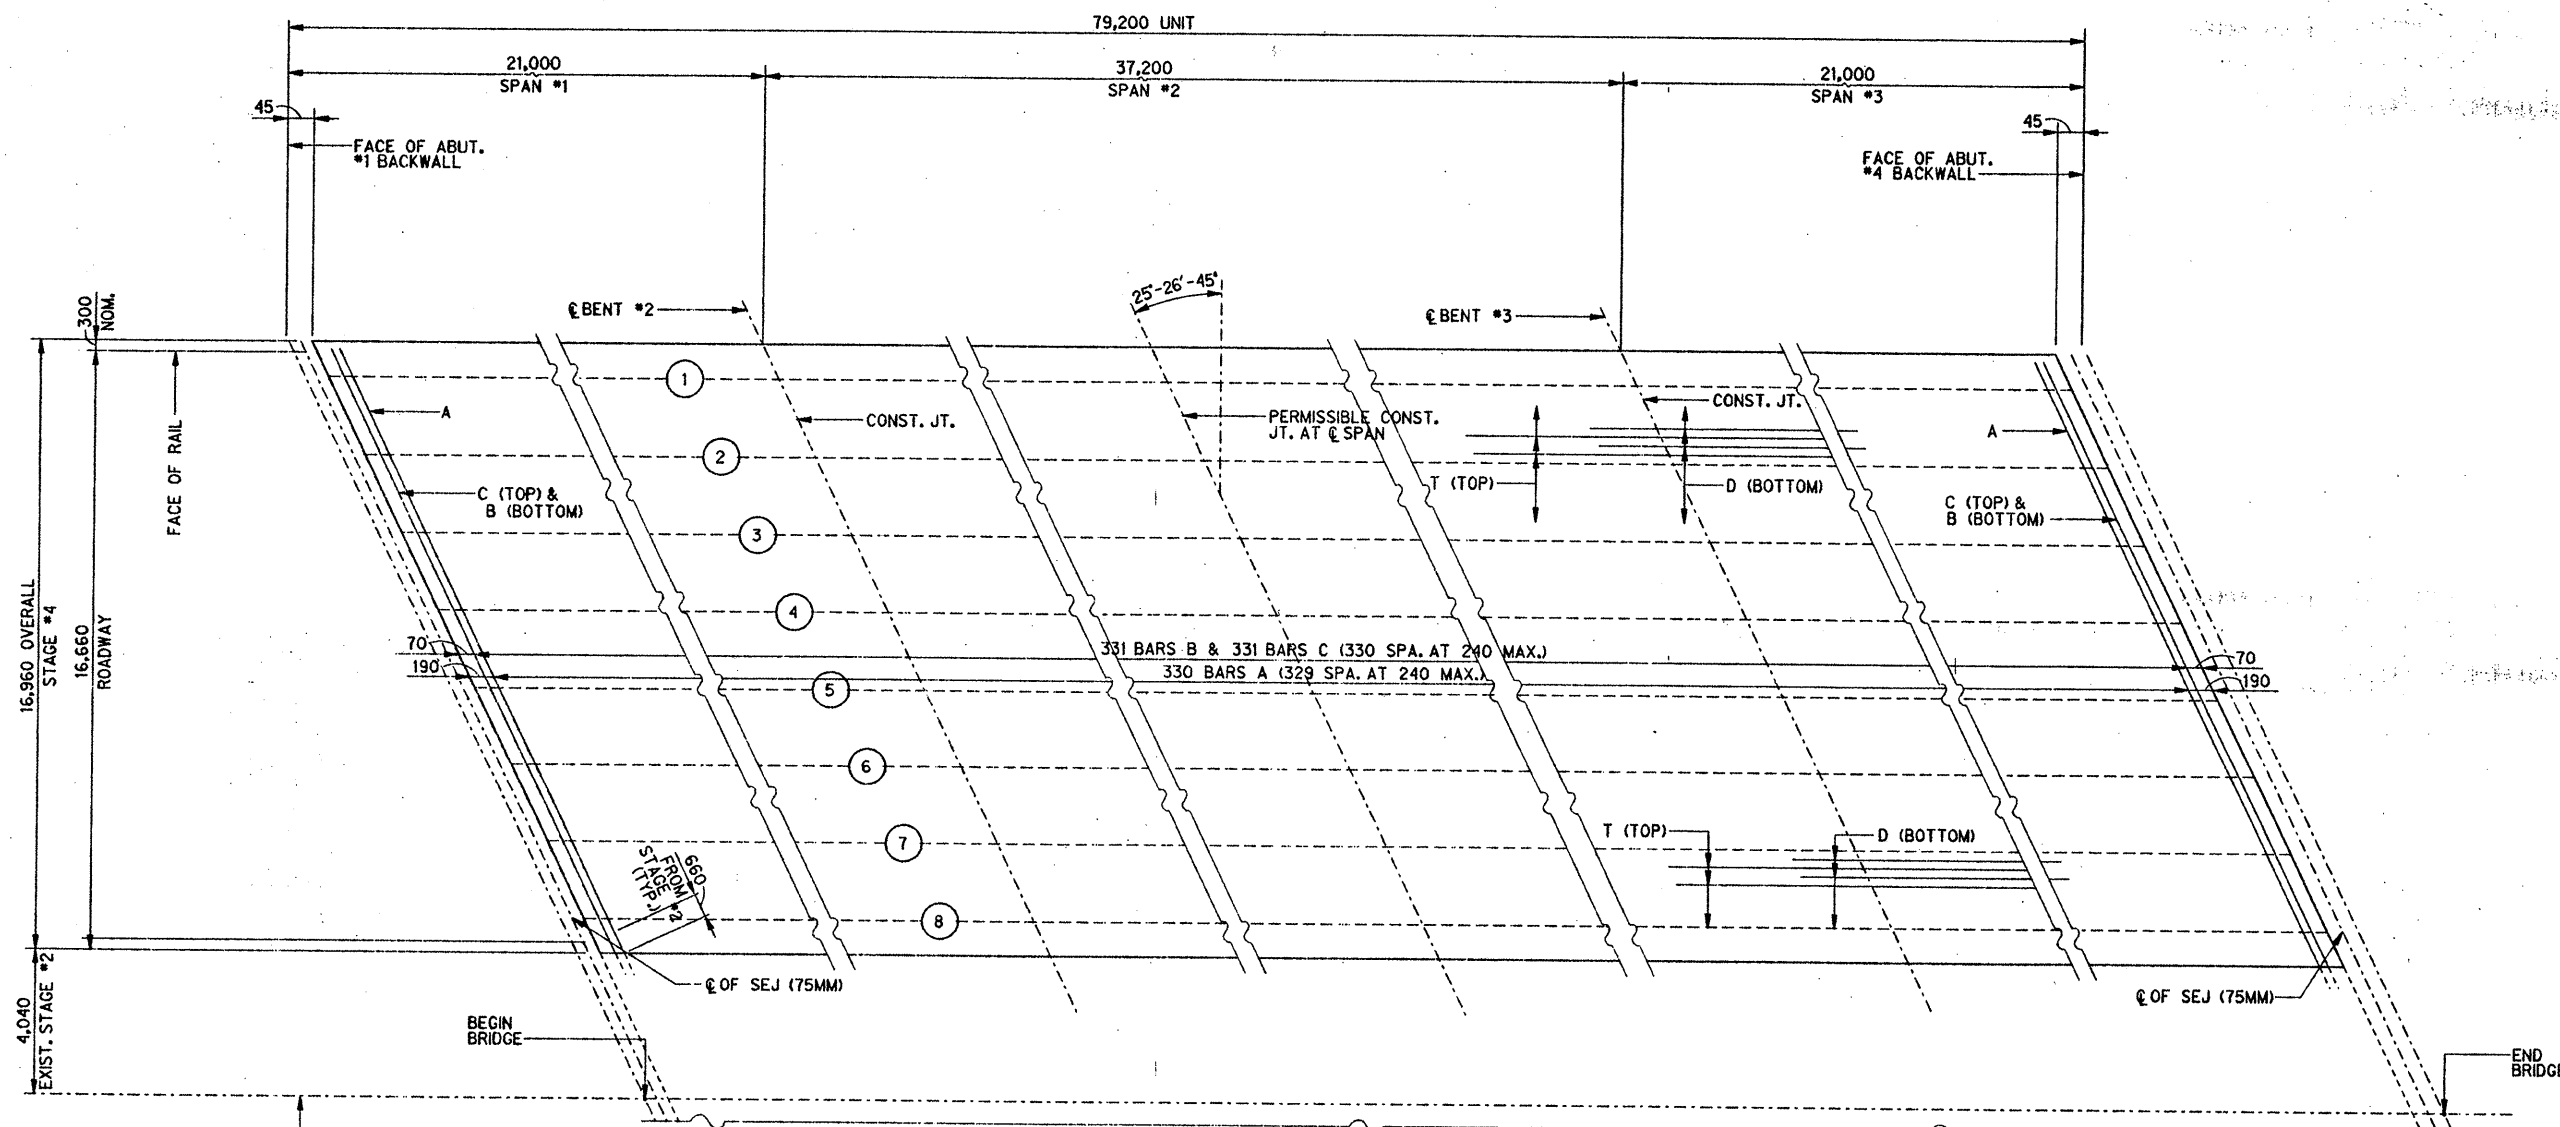 79,200 UNIT
21,000
SPAN #1
37,200
SPAN #2
21,000
SPAN #3
45
45
FACE OF ABUT.
#1 BACKWALL
FACE OF ABUT.
#4 BACKWALL
300
NOM.
℄ BENT #2
25°-26'-45"
℄ BENT #3
1
A
CONST. JT.
PERMISSIBLE CONST.
JT. AT ℄ SPAN
CONST. JT.
A
FACE OF RAIL
2
C (TOP) &
B (BOTTOM)
T (TOP)
D (BOTTOM)
C (TOP) &
B (BOTTOM)
3
4
16,960 OVERALL
STAGE #4
16,660
ROADWAY
70
190
331 BARS B & 331 BARS C (330 SPA. AT 240 MAX.)
330 BARS A (329 SPA. AT 240 MAX.)
70
190
5
6
7
T (TOP)
D (BOTTOM)
660
FROM
STAGE #2
(TYP.)
8
℄ OF SEJ (75MM)
℄ OF SEJ (75MM)
4,040
EXIST. STAGE #2
BEGIN
BRIDGE
END
BRIDGE